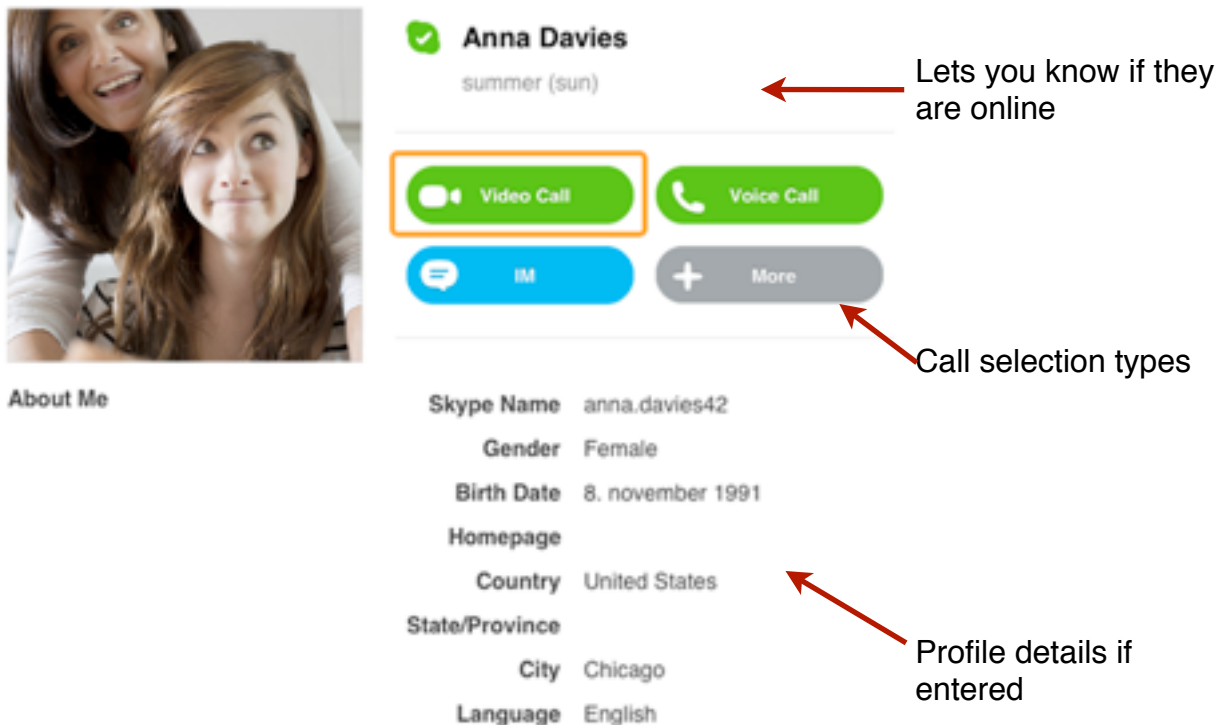 Anna Davies
summer (sun)
Lets you know if they
are online
Video Call
Voice Call
IM
More
Call selection types
About Me
Skype Name anna.davies42
Gender Female
Birth Date 8. november 1991
Homepage
Country United States
State/Province
City Chicago
Language English
Profile details if
entered